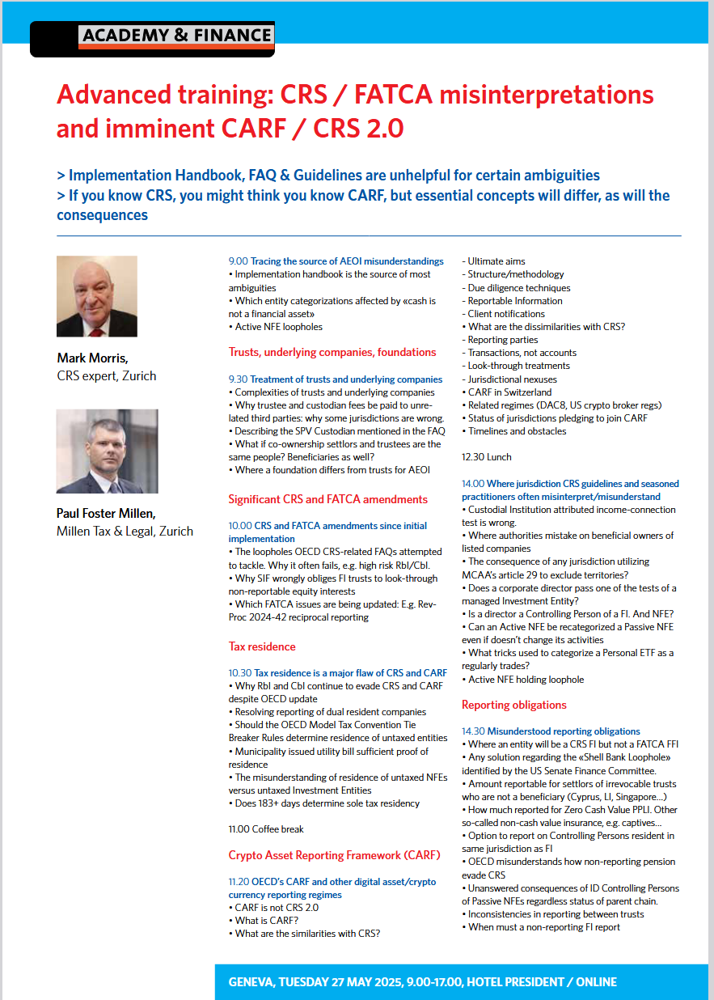 ACADEMY & FINANCE
Advanced training: CRS / FATCA misinterpretations
and imminent CARF / CRS 2.0
> Implementation Handbook, FAQ & Guidelines are unhelpful for certain ambiguities
> If you know CRS, you might think you know CARF, but essential concepts will differ, as will the
consequences
Mark Morris,
CRS expert, Zurich
Paul Foster Millen,
Millen Tax & Legal, Zurich
9.00 Tracing the source of AEOI misunderstandings
• Implementation handbook is the source of most
ambiguities
• Which entity categorizations affected by «cash is
not a financial asset»
• Active NFE loopholes
Trusts, underlying companies, foundations
9.30 Treatment of trusts and underlying companies
• Complexities of trusts and underlying companies
• Why trustee and custodian fees be paid to unre-
lated third parties: why some jurisdictions are wrong.
• Describing the SPV Custodian mentioned in the FAQ
• What if co-ownership settlors and trustees are the
same people? Beneficiaries as well?
• Where a foundation differs from trusts for AEOI
Significant CRS and FATCA amendments
10.00 CRS and FATCA amendments since initial
implementation
• The loopholes OECD CRS-related FAQs attempted
to tackle. Why it often fails, e.g. high risk RbI/CbI.
• Why SIF wrongly obliges FI trusts to look-through
non-reportable equity interests
• Which FATCA issues are being updated: E.g. Rev-
Proc 2024-42 reciprocal reporting
Tax residence
10.30 Tax residence is a major flaw of CRS and CARF
• Why RbI and CbI continue to evade CRS and CARF
despite OECD update
• Resolving reporting of dual resident companies
• Should the OECD Model Tax Convention Tie
Breaker Rules determine residence of untaxed entities
• Municipality issued utility bill sufficient proof of
residence
• The misunderstanding of residence of untaxed NFEs
versus untaxed Investment Entities
• Does 183+ days determine sole tax residency
11.00 Coffee break
Crypto Asset Reporting Framework (CARF)
11.20 OECD's CARF and other digital asset/crypto
currency reporting regimes
• CARF is not CRS 2.0
• What is CARF?
• What are the similarities with CRS?
- Ultimate aims
- Structure/methodology
- Due diligence techniques
- Reportable Information
- Client notifications
• What are the dissimilarities with CRS?
- Reporting parties
- Transactions, not accounts
- Look-through treatments
- Jurisdictional nexuses
• CARF in Switzerland
• Related regimes (DAC8, US crypto broker regs)
• Status of jurisdictions pledging to join CARF
• Timelines and obstacles
12.30 Lunch
14.00 Where jurisdiction CRS guidelines and seasoned
practitioners often misinterpret/misunderstand
• Custodial Institution attributed income-connection
test is wrong.
• Where authorities mistake on beneficial owners of
listed companies
• The consequence of any jurisdiction utilizing
MCAA's article 29 to exclude territories?
• Does a corporate director pass one of the tests of a
managed Investment Entity?
• Is a director a Controlling Person of a FI. And NFE?
• Can an Active NFE be recategorized a Passive NFE
even if doesn't change its activities
• What tricks used to categorize a Personal ETF as a
regularly trades?
• Active NFE holding loophole
Reporting obligations
14.30 Misunderstood reporting obligations
• Where an entity will be a CRS FI but not a FATCA FFI
• Any solution regarding the «Shell Bank Loophole»
identified by the US Senate Finance Committee.
• Amount reportable for settlors of irrevocable trusts
who are not a beneficiary (Cyprus, LI, Singapore...)
• How much reported for Zero Cash Value PPLI. Other
so-called non-cash value insurance, e.g. captives...
• Option to report on Controlling Persons resident in
same jurisdiction as FI
• OECD misunderstands how non-reporting pension
evade CRS
• Unanswered consequences of ID Controlling Persons
of Passive NFEs regardless status of parent chain.
• Inconsistencies in reporting between trusts
• When must a non-reporting FI report
GENEVA, TUESDAY 27 MAY 2025, 9.00-17.00, HOTEL PRESIDENT / ONLINE